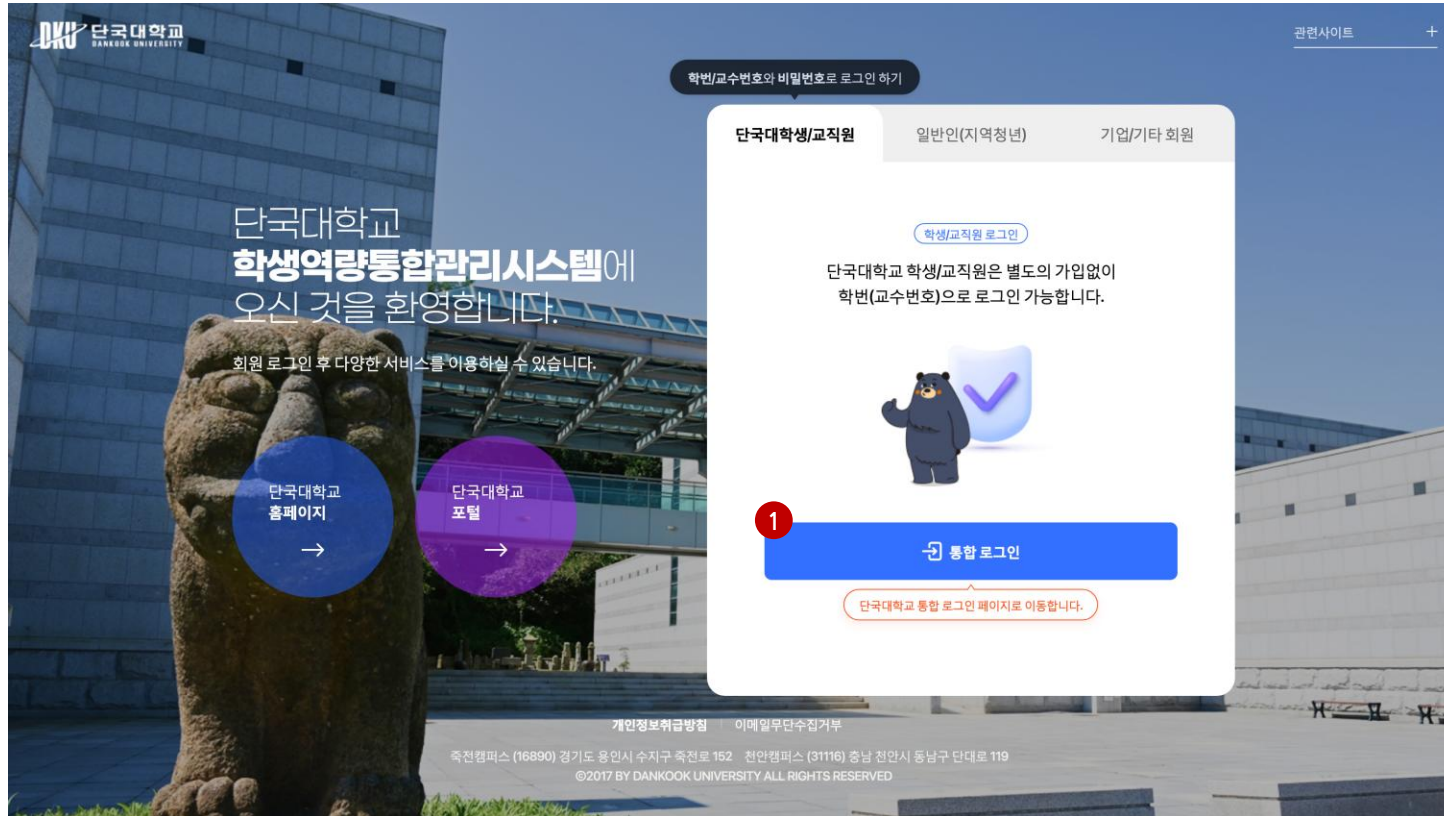 DKU 단국대학교
DANKOOK UNIVERSITY
관련사이트 +
학번/교수번호와 비밀번호로 로그인 하기
단국대학생/교직원 일반인(지역청년) 기업/기타 회원
단국대학교
학생역량통합관리시스템에
오신 것을 환영합니다.
회원 로그인 후 다양한 서비스를 이용하실 수 있습니다.
단국대학교
홈페이지
→
단국대학교
포털
→
학생/교직원 로그인
단국대학교 학생/교직원은 별도의 가입없이
학번(교수번호)으로 로그인 가능합니다.
1
통합 로그인
단국대학교 통합 로그인 페이지로 이동합니다.
개인정보취급방침 | 이메일무단수집거부
죽전캠퍼스 (16890) 경기도 용인시 수지구 죽전로 152 천안캠퍼스 (31116) 충남 천안시 동남구 단대로 119
©2017 BY DANKOOK UNIVERSITY ALL RIGHTS RESERVED